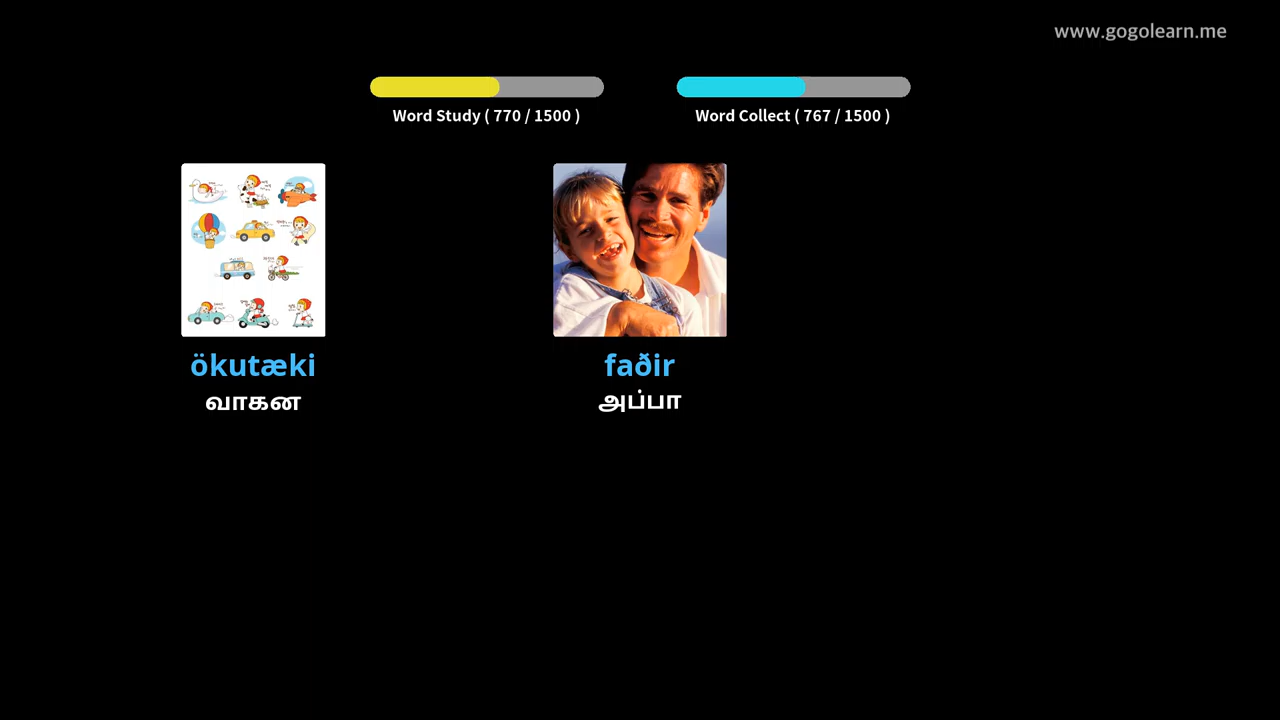 www.gogolearn.me
Word Study ( 770 / 1500 )
Word Collect ( 767 / 1500 )
ökutæki
வாகன
faðir
அப்பா